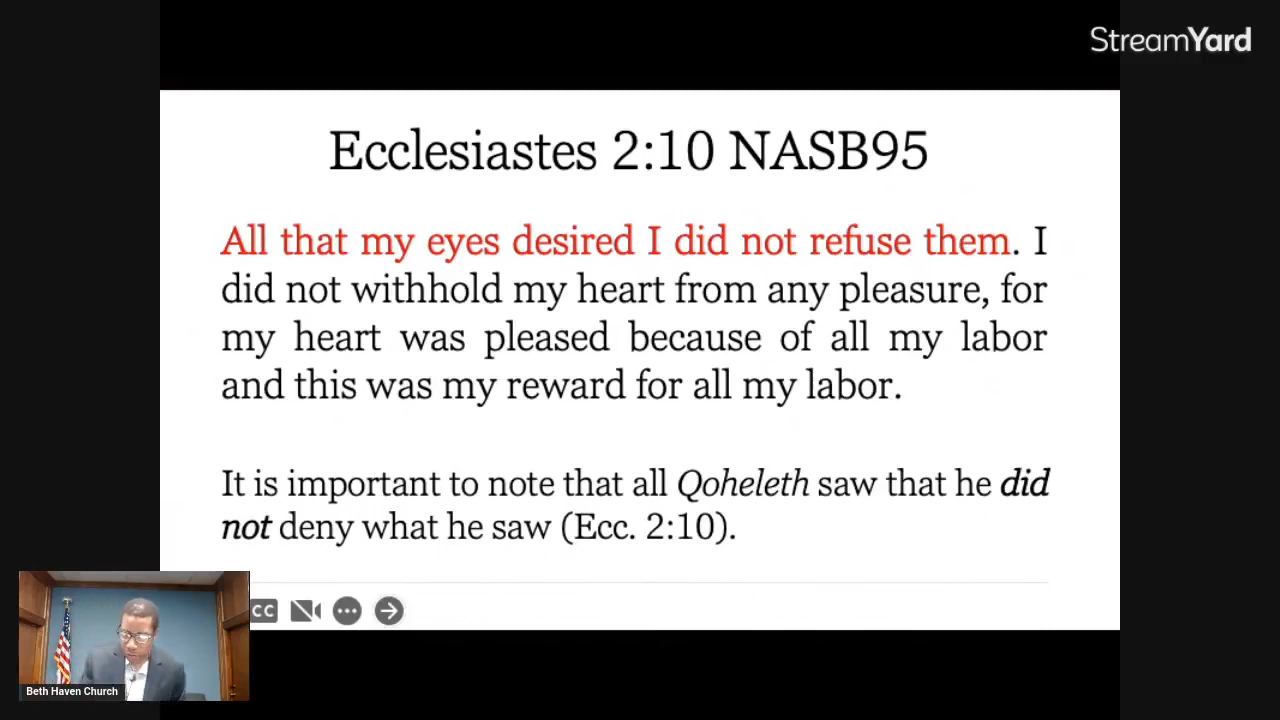 StreamYard
Ecclesiastes 2:10 NASB95
All that my eyes desired I did not refuse them. I
did not withhold my heart from any pleasure, for
my heart was pleased because of all my labor
and this was my reward for all my labor.
It is important to note that all Qoheleth saw that he did
not deny what he saw (Ecc. 2:10).
CC
Beth Haven Church